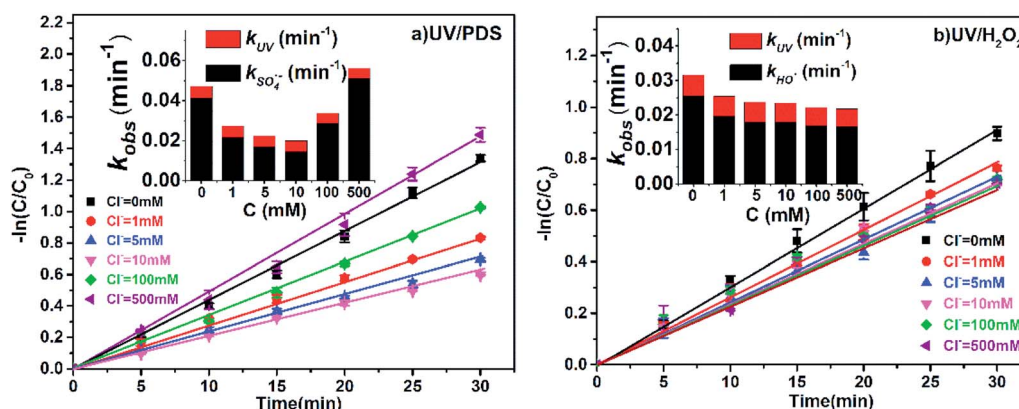 a)UV/PDS
-ln(C/C₀)
2.2
2.0
1.8
1.6
1.4
1.2
1.0
0.8
0.6
0.4
0.2
0.0
0 5 10 15 20 25 30
Time(min)
k_UV (min⁻¹)
k_SO₄·⁻ (min⁻¹)
k_obs (min⁻¹)
0.06
0.04
0.02
0.00
0 1 5 10 100 500
C (mM)
Cl⁻=0mM
Cl⁻=1mM
Cl⁻=5mM
Cl⁻=10mM
Cl⁻=100mM
Cl⁻=500mM
b)UV/H₂O₂
-ln(C/C₀)
1.2
1.0
0.8
0.6
0.4
0.2
0.0
0 5 10 15 20 25 30
Time(min)
k_UV (min⁻¹)
k_HO· (min⁻¹)
k_obs (min⁻¹)
0.04
0.03
0.02
0.01
0.00
0 1 5 10 100 500
C (mM)
Cl⁻=0mM
Cl⁻=1mM
Cl⁻=5mM
Cl⁻=10mM
Cl⁻=100mM
Cl⁻=500mM